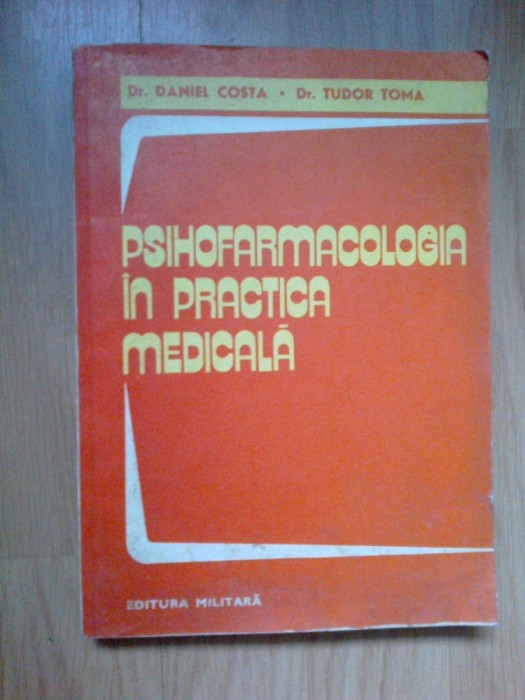 Dr. DANIEL COSTA • Dr. TUDOR TOMA
PSIHOFARMACOLOGIA
ÎN PRACTICA
MEDICALĂ
EDITURA MILITARĂ